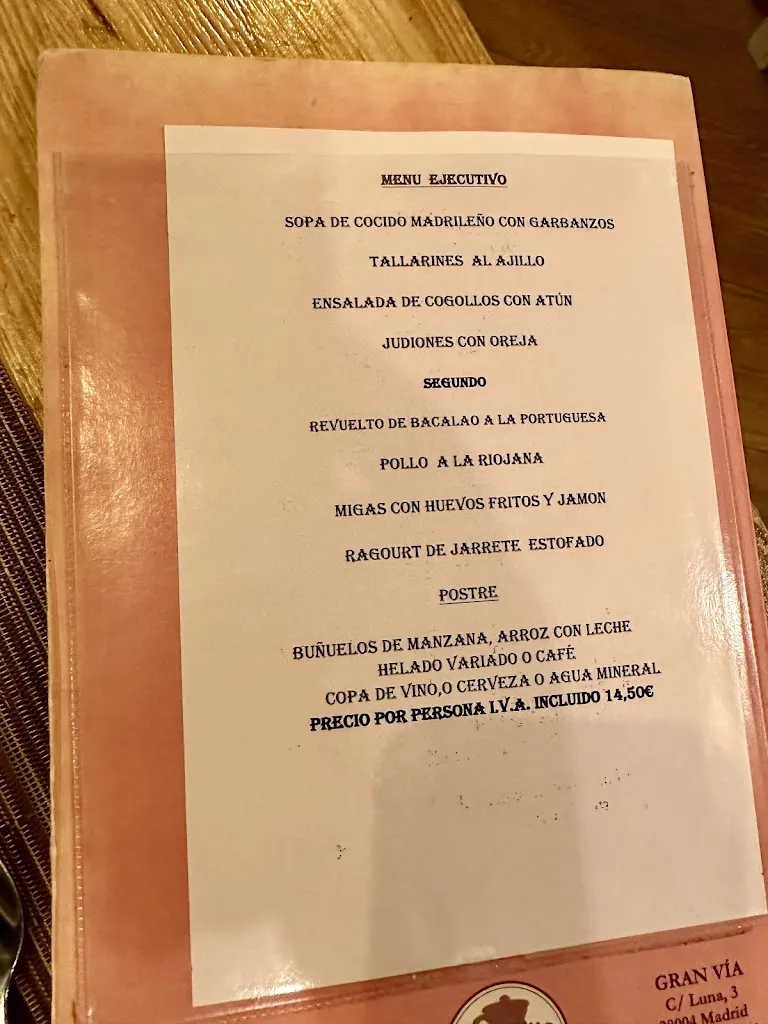 MENU EJECUTIVO
SOPA DE COCIDO MADRILEÑO CON GARBANZOS
TALLARINES AL AJILLO
ENSALADA DE COGOLLOS CON ATÚN
JUDIONES CON OREJA
SEGUNDO
REVUELTO DE BACALAO A LA PORTUGUESA
POLLO A LA RIOJANA
MIGAS CON HUEVOS FRITOS Y JAMON
RAGOURT DE JARRETE ESTOFADO
POSTRE
BUÑUELOS DE MANZANA, ARROZ CON LECHE
HELADO VARIADO O CAFÉ
COPA DE VINO,O CERVEZA O AGUA MINERAL
PRECIO POR PERSONA I.V.A. INCLUIDO 14,50€
GRAN VÍA
C/ Luna, 3
28004 Madrid